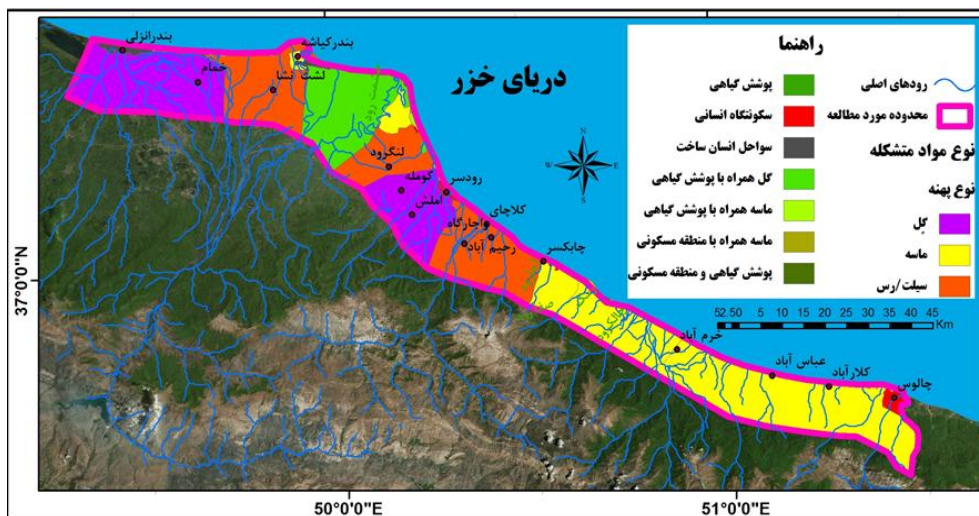 راهنما
رودهای اصلی
محدوده مورد مطالعه
نوع مواد متشکله
نوع پهنه
گِل
ماسه
سیلت/رس
پوشش گیاهی
سکونتگاه انسانی
سواحل انسان ساخت
گل همراه با پوشش گیاهی
ماسه همراه با پوشش گیاهی
ماسه همراه با منطقه مسکونی
پوشش گیاهی و منطقه مسکونی
52.50 5 10 15 20 25 30 35 40 45
Km
N
W E
S
دریای خزر
بندرانزلی
خمام
بندرکیاشه
لشت نشا
لنگرود
کومله
املش
رودسر
کلاچای
واجارگاه
رحیم آباد
چابکسر
خرم آباد
عباس آباد
کلارآباد
چالوس
37°0'0"N
50°0'0"E
51°0'0"E